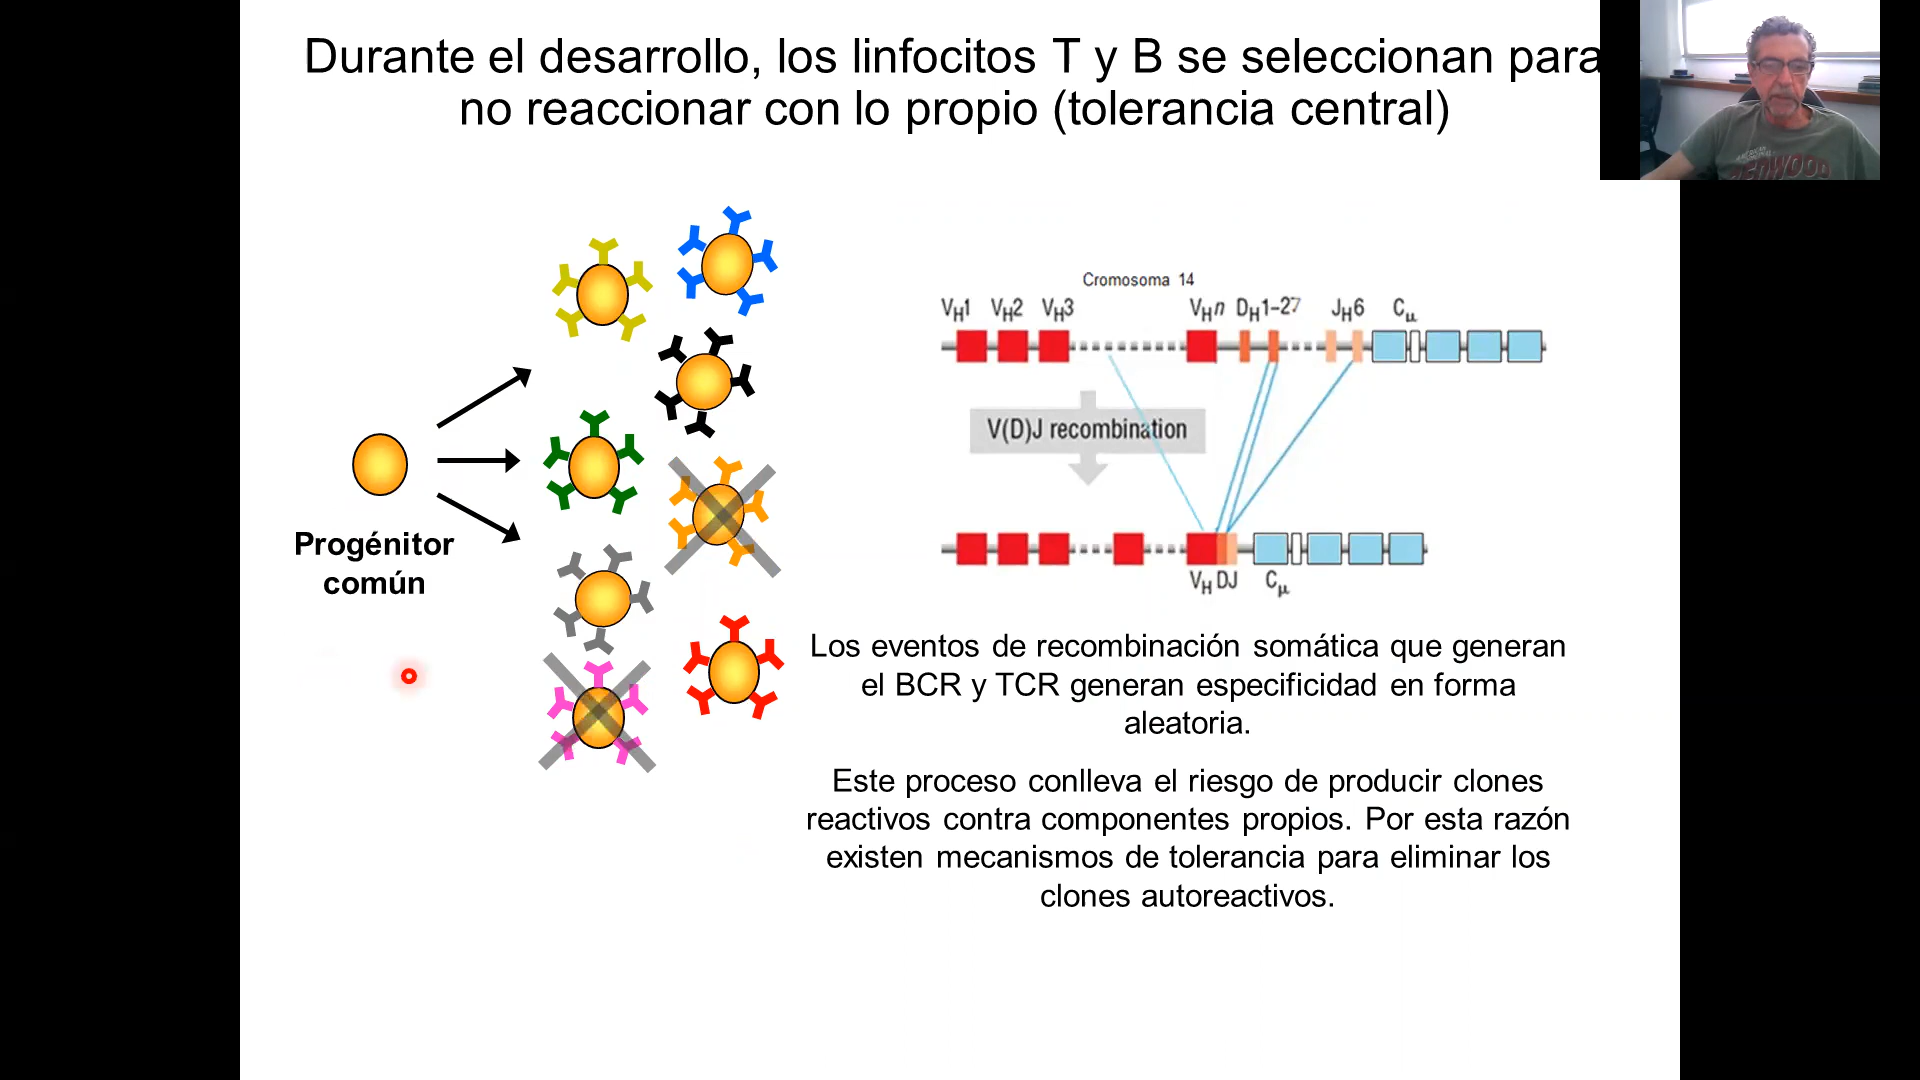 Durante el desarrollo, los linfocitos T y B se seleccionan para
no reaccionar con lo propio (tolerancia central)
Progénitor
común
Cromosoma 14
VH1 VH2 VH3 VHn DH1-27 JH6 Cμ
V(D)J recombination
VH DJ Cμ
Los eventos de recombinación somática que generan
el BCR y TCR generan especificidad en forma
aleatoria.
Este proceso conlleva el riesgo de producir clones
reactivos contra componentes propios. Por esta razón
existen mecanismos de tolerancia para eliminar los
clones autoreactivos.